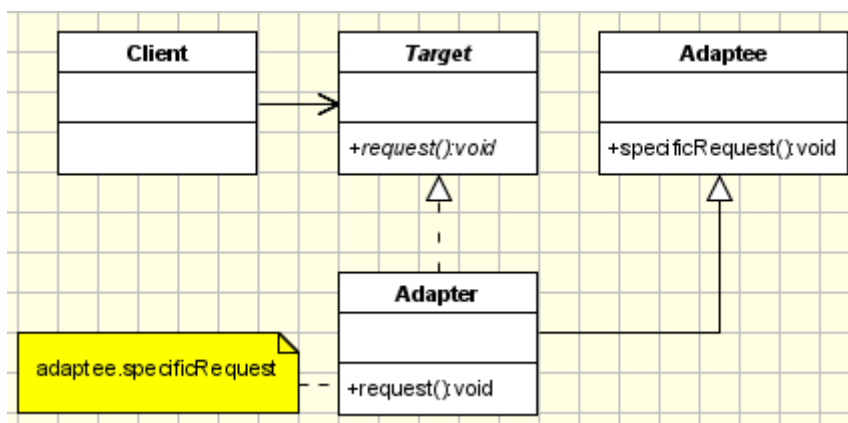 Client
Target
+request():void
Adaptee
+specificRequest():void
Adapter
+request():void
adaptee.specificRequest